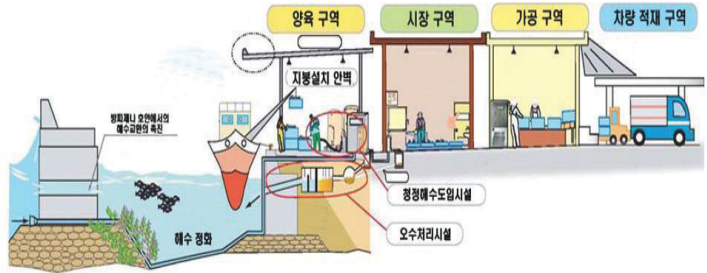 양육 구역
시장 구역
가공 구역
차량 적재 구역
지붕설치 안벽
방파제나 호안에서의
해수교환의 촉진
해수 정화
청정해수도입시설
오수처리시설